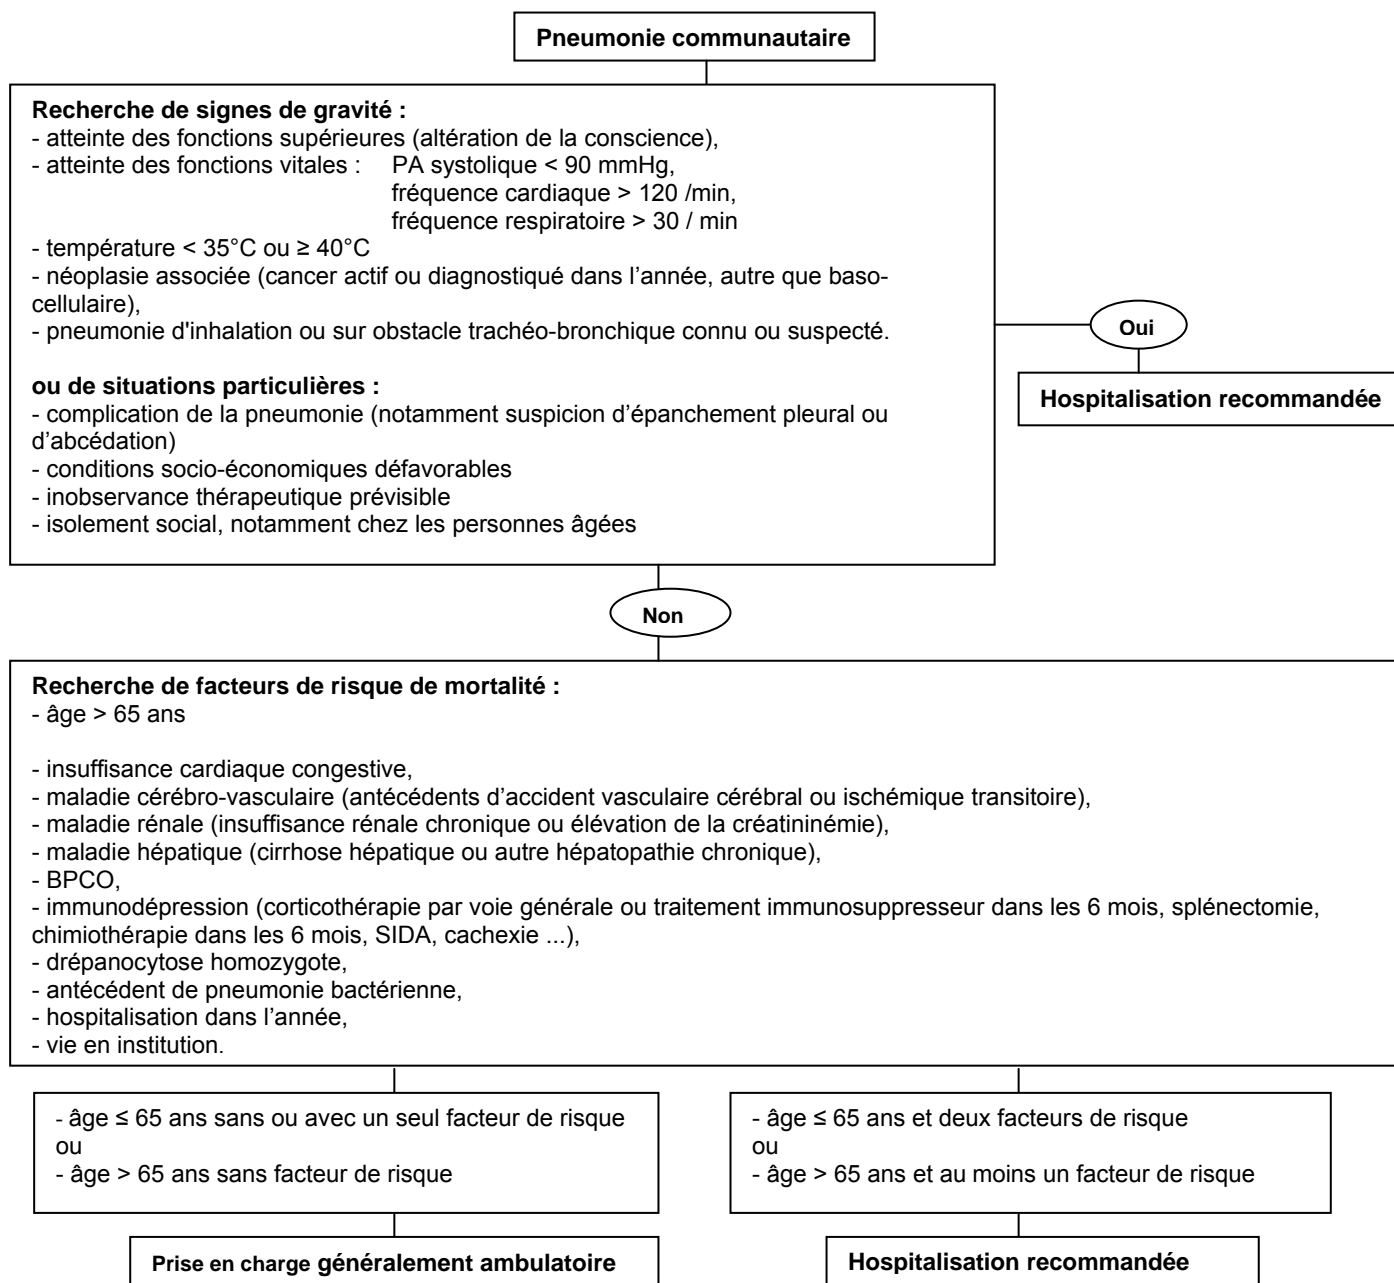 Pneumonie communautaire
Recherche de signes de gravité :
- atteinte des fonctions supérieures (altération de la conscience),
- atteinte des fonctions vitales : PA systolique < 90 mmHg,
fréquence cardiaque > 120 /min,
fréquence respiratoire > 30 / min
- température < 35°C ou ≥ 40°C
- néoplasie associée (cancer actif ou diagnostiqué dans l’année, autre que baso-
cellulaire),
- pneumonie d'inhalation ou sur obstacle trachéo-bronchique connu ou suspecté.
ou de situations particulières :
- complication de la pneumonie (notamment suspicion d’épanchement pleural ou
d’abcédation)
- conditions socio-économiques défavorables
- inobservance thérapeutique prévisible
- isolement social, notamment chez les personnes âgées
Oui
Hospitalisation recommandée
Non
Recherche de facteurs de risque de mortalité :
- âge > 65 ans
- insuffisance cardiaque congestive,
- maladie cérébro-vasculaire (antécédents d’accident vasculaire cérébral ou ischémique transitoire),
- maladie rénale (insuffisance rénale chronique ou élévation de la créatininémie),
- maladie hépatique (cirrhose hépatique ou autre hépatopathie chronique),
- BPCO,
- immunodépression (corticothérapie par voie générale ou traitement immunosuppresseur dans les 6 mois, splénectomie,
chimiothérapie dans les 6 mois, SIDA, cachexie ...),
- drépanocytose homozygote,
- antécédent de pneumonie bactérienne,
- hospitalisation dans l’année,
- vie en institution.
- âge ≤ 65 ans sans ou avec un seul facteur de risque
ou
- âge > 65 ans sans facteur de risque
- âge ≤ 65 ans et deux facteurs de risque
ou
- âge > 65 ans et au moins un facteur de risque
Prise en charge généralement ambulatoire
Hospitalisation recommandée